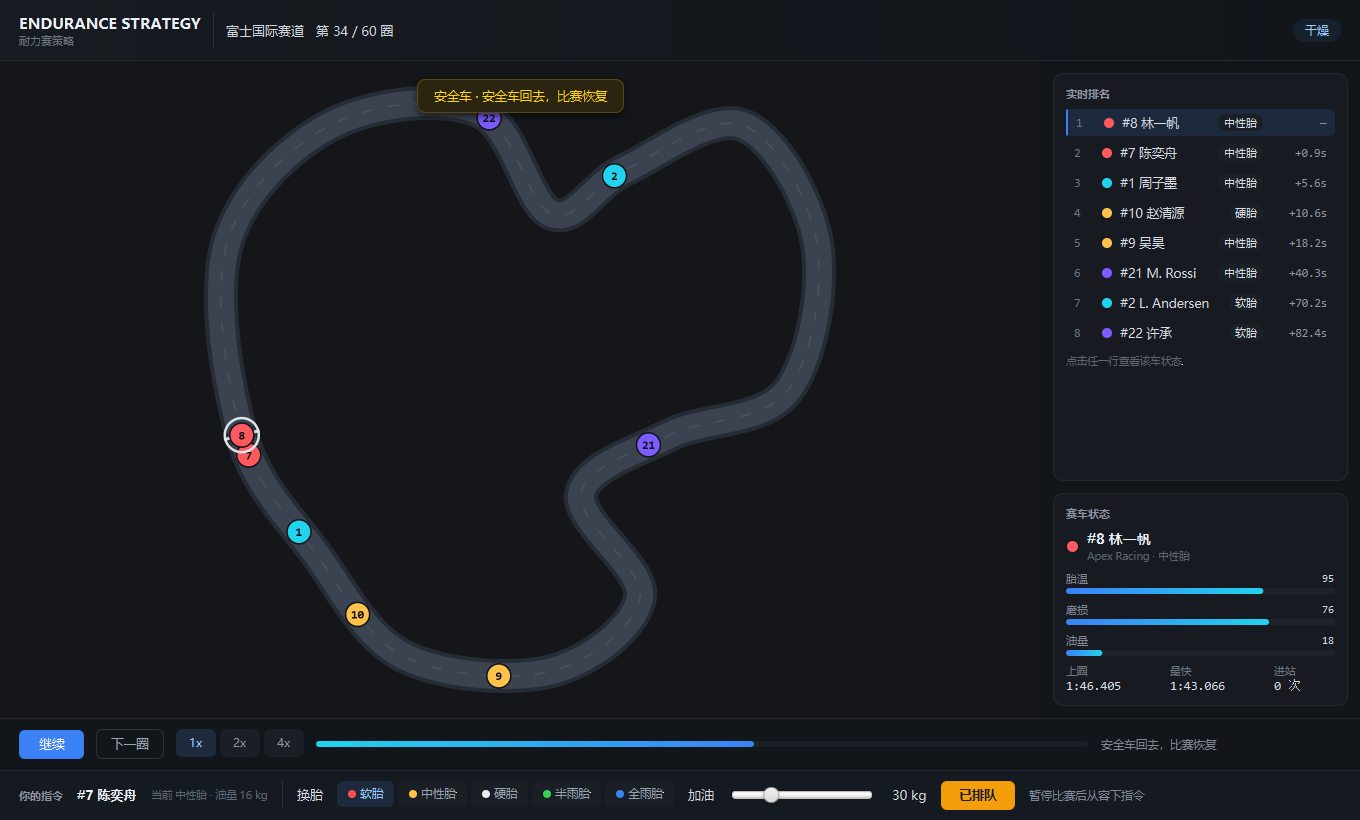 ENDURANCE STRATEGY
耐力赛策略
富士国际赛道 第 34 / 60 圈
干燥
安全车 · 安全车回去，比赛恢复
22
2
8
7
21
1
10
9
实时排名
1 #8 林一帆 中性胎 —
2 #7 陈奕舟 中性胎 +0.9s
3 #1 周子墨 中性胎 +5.6s
4 #10 赵清源 硬胎 +10.6s
5 #9 吴昊 中性胎 +18.2s
6 #21 M. Rossi 中性胎 +40.3s
7 #2 L. Andersen 软胎 +70.2s
8 #22 许承 软胎 +82.4s
点击任一行查看该车状态.
赛车状态
#8 林一帆
Apex Racing · 中性胎
胎温 95
磨损 76
油量 18
上圈 最快 进站
1:46.405 1:43.066 0 次
继续 下一圈 1x 2x 4x 安全车回去，比赛恢复
你的指令 #7 陈奕舟 当前 中性胎 · 油量 16 kg 换胎 软胎 中性胎 硬胎 半雨胎 全雨胎 加油 30 kg 已排队 暂停比赛后从容下指令